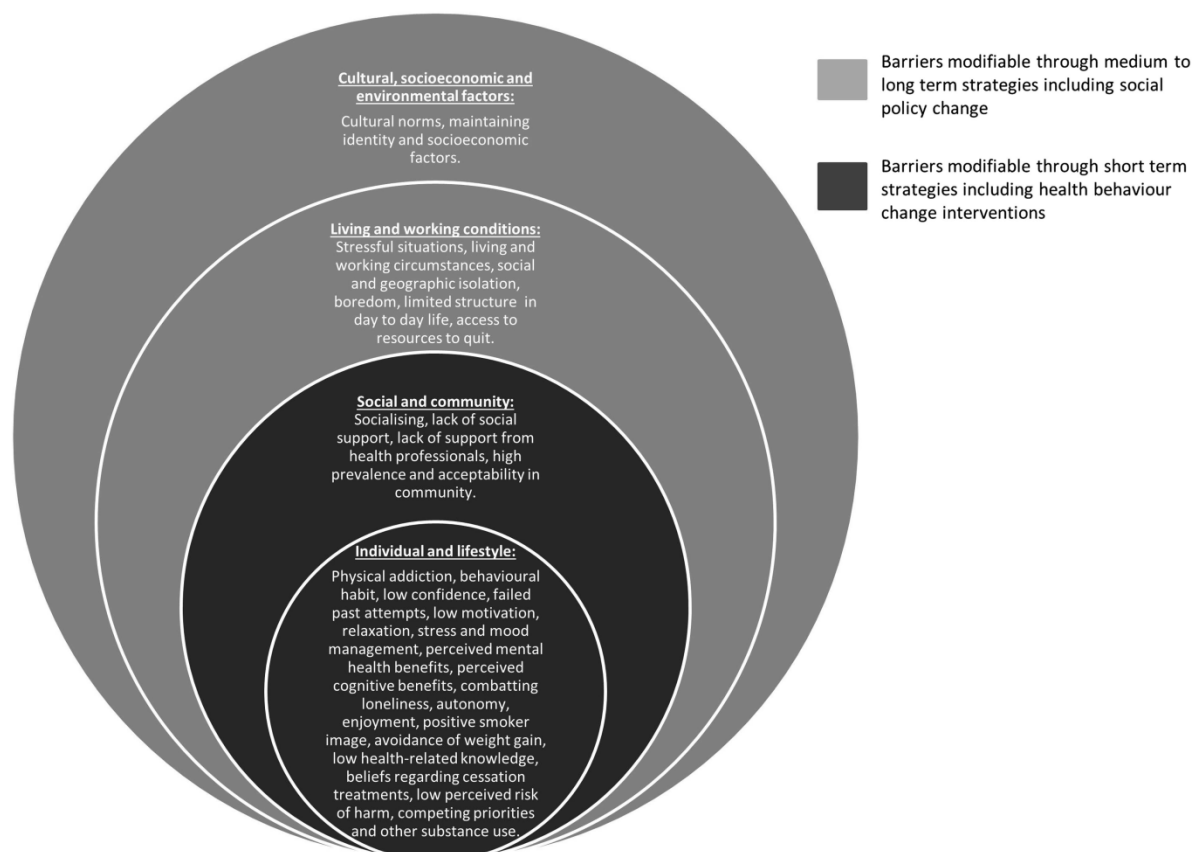 Cultural, socioeconomic and
environmental factors:
Cultural norms, maintaining
identity and socioeconomic
factors.
Living and working conditions:
Stressful situations, living and
working circumstances, social
and geographic isolation,
boredom, limited structure in
day to day life, access to
resources to quit.
Social and community:
Socialising, lack of social
support, lack of support from
health professionals, high
prevalence and acceptability in
community.
Individual and lifestyle:
Physical addiction, behavioural
habit, low confidence, failed
past attempts, low motivation,
relaxation, stress and mood
management, perceived mental
health benefits, perceived
cognitive benefits, combatting
loneliness, autonomy,
enjoyment, positive smoker
image, avoidance of weight gain,
low health-related knowledge,
beliefs regarding cessation
treatments, low perceived risk
of harm, competing priorities
and other substance use.
Barriers modifiable through medium to
long term strategies including social
policy change
Barriers modifiable through short term
strategies including health behaviour
change interventions